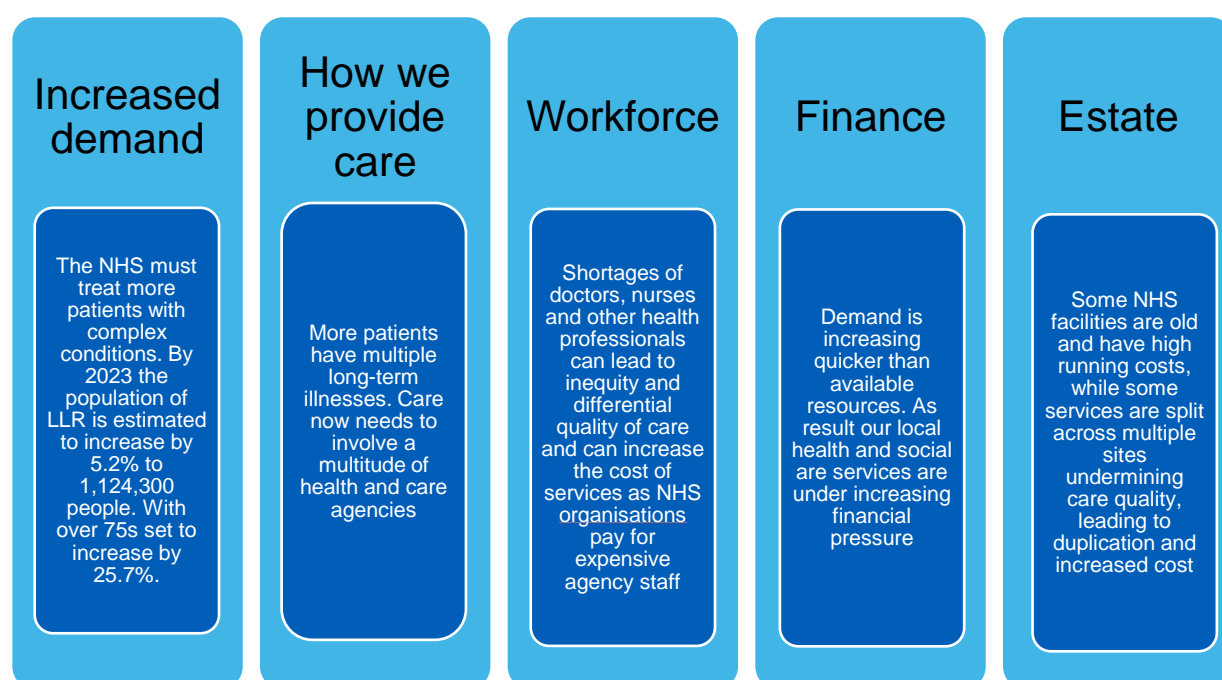 Increased
demand
The NHS must
treat more
patients with
complex
conditions. By
2023 the
population of
LLR is estimated
to increase by
5.2% to
1,124,300
people. With
over 75s set to
increase by
25.7%.
How we
provide
care
More patients
have multiple
long-term
illnesses. Care
now needs to
involve a
multitude of
health and care
agencies
Workforce
Shortages of
doctors, nurses
and other health
professionals
can lead to
inequity and
differential
quality of care
and can increase
the cost of
services as NHS
organisations
pay for
expensive
agency staff
Finance
Demand is
increasing
quicker than
available
resources. As
result our local
health and social
are services are
under increasing
financial
pressure
Estate
Some NHS
facilities are old
and have high
running costs,
while some
services are split
across multiple
sites
undermining
care quality,
leading to
duplication and
increased cost